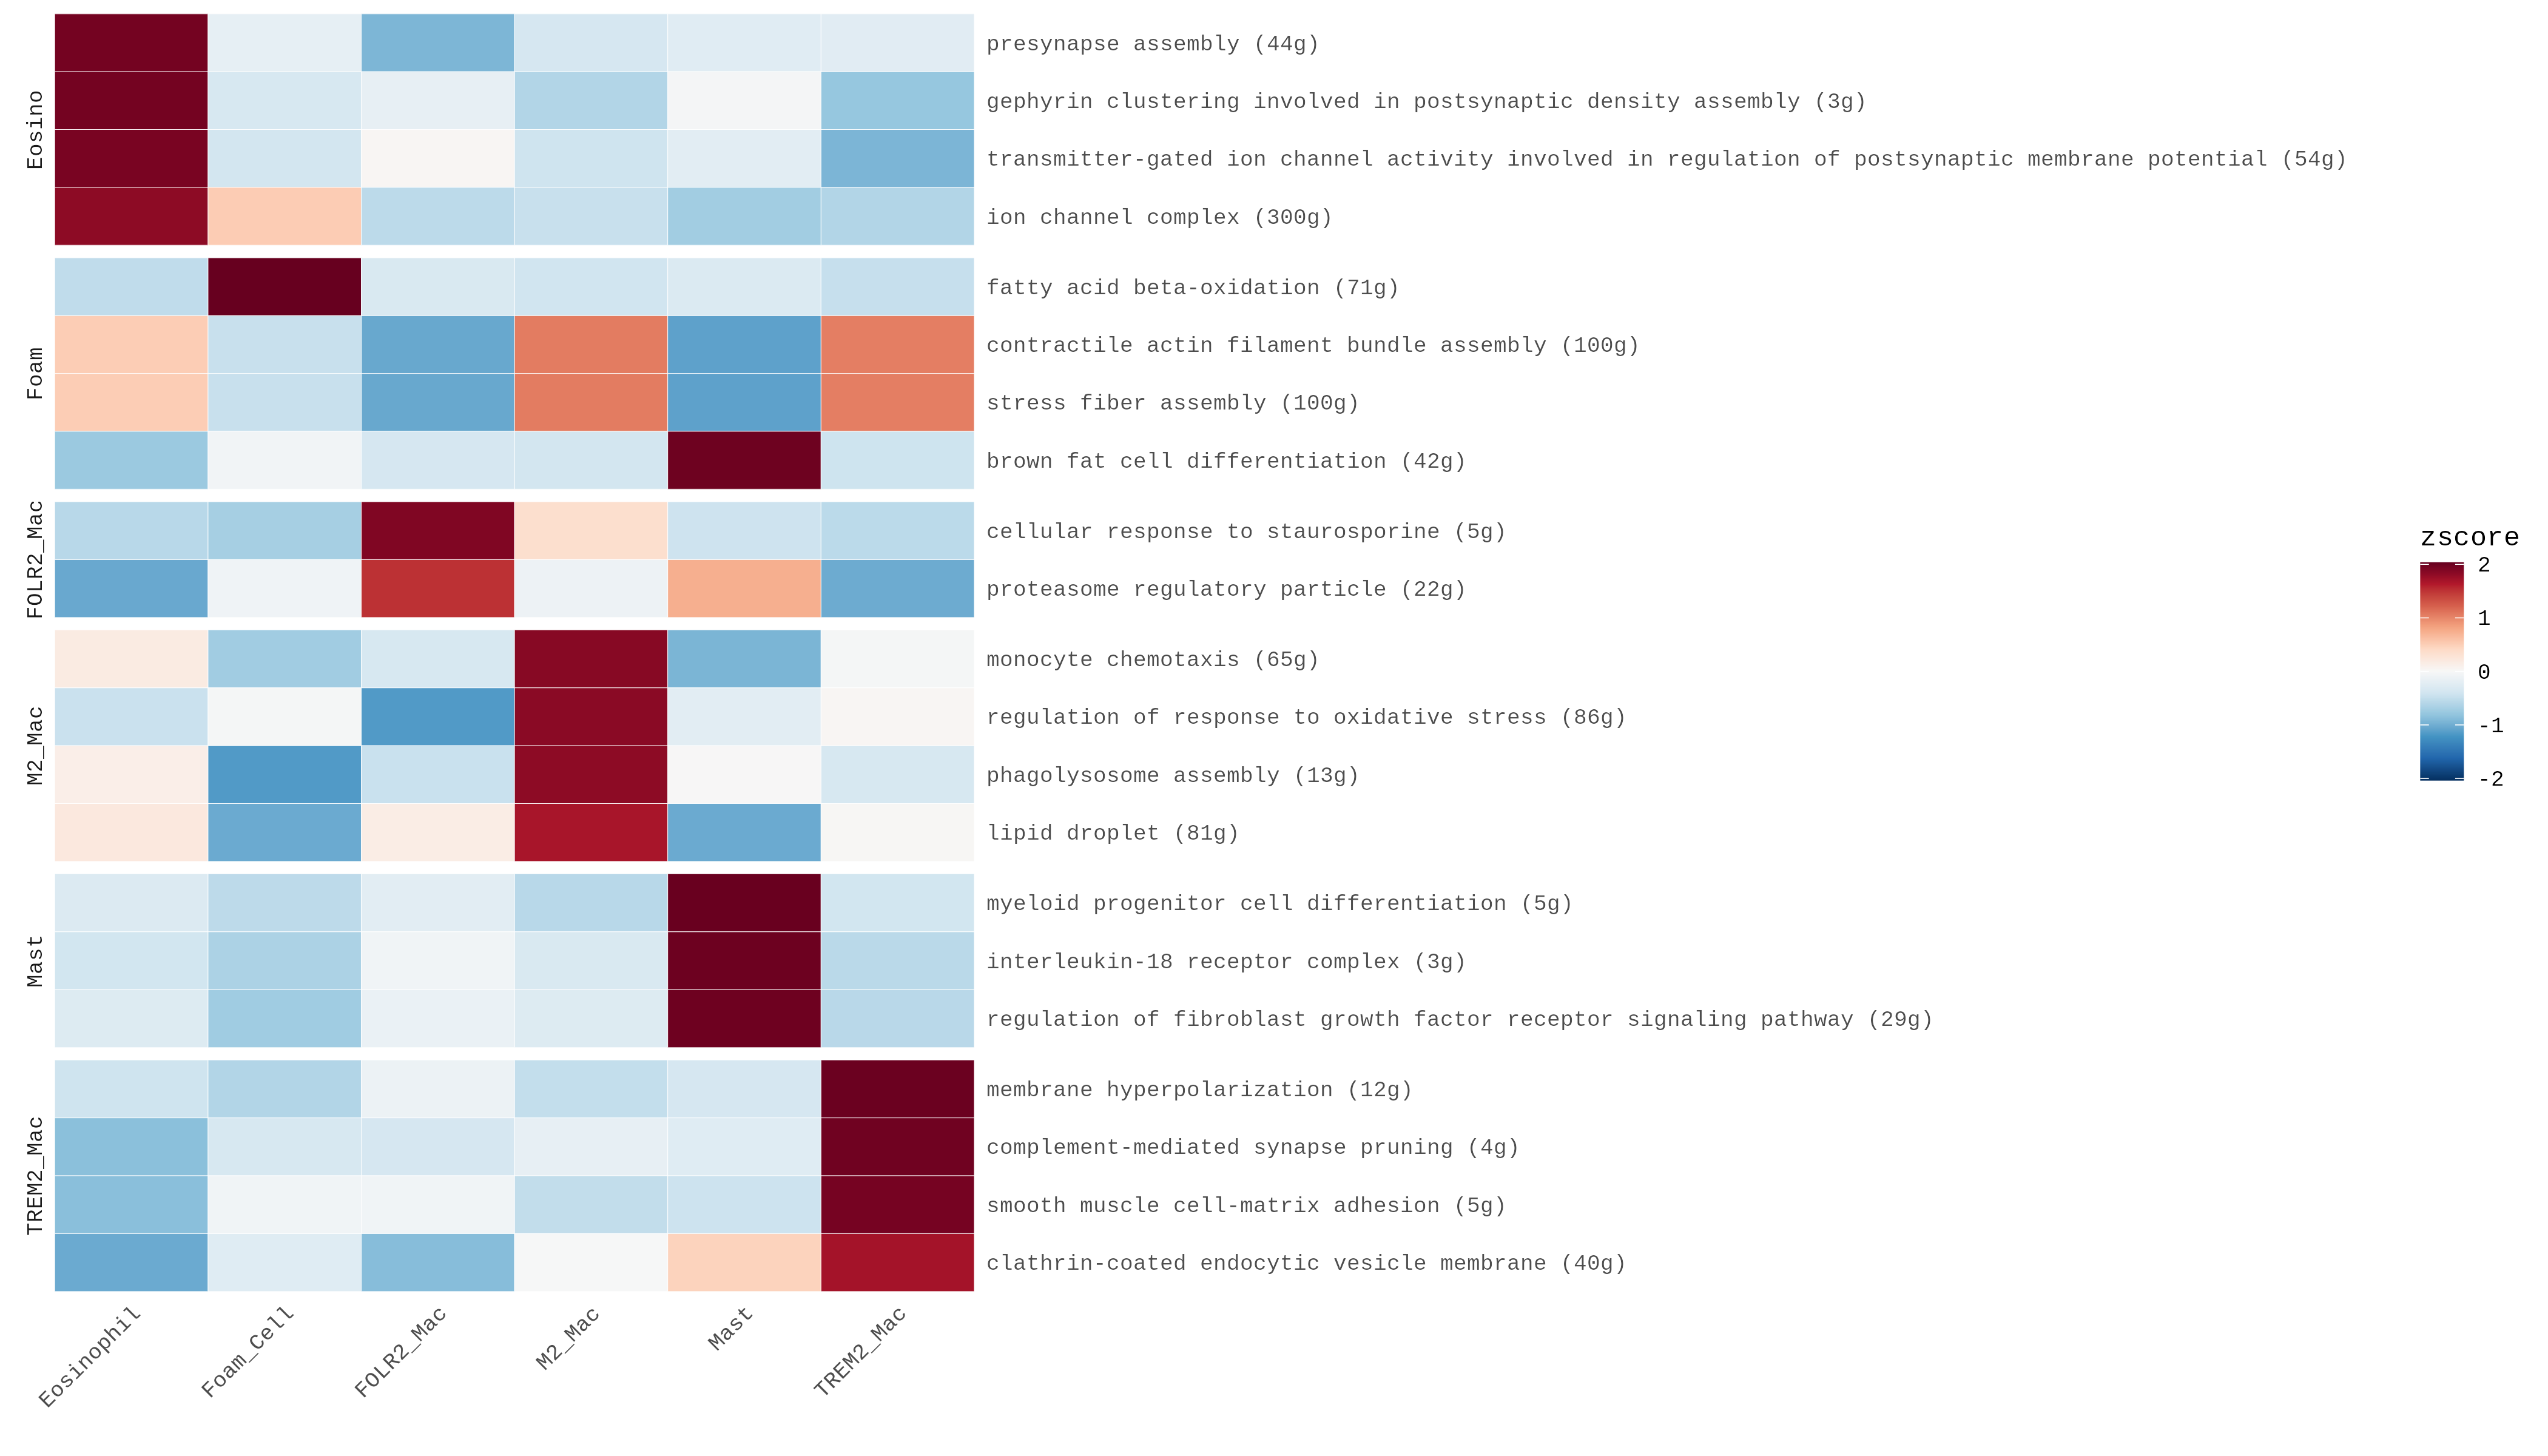 Eosino
presynapse assembly (44g)
gephyrin clustering involved in postsynaptic density assembly (3g)
transmitter-gated ion channel activity involved in regulation of postsynaptic membrane potential (54g)
ion channel complex (300g)
Foam
fatty acid beta-oxidation (71g)
contractile actin filament bundle assembly (100g)
stress fiber assembly (100g)
brown fat cell differentiation (42g)
FOLR2_Mac
cellular response to staurosporine (5g)
proteasome regulatory particle (22g)
M2_Mac
monocyte chemotaxis (65g)
regulation of response to oxidative stress (86g)
phagolysosome assembly (13g)
lipid droplet (81g)
Mast
myeloid progenitor cell differentiation (5g)
interleukin-18 receptor complex (3g)
regulation of fibroblast growth factor receptor signaling pathway (29g)
TREM2_Mac
membrane hyperpolarization (12g)
complement-mediated synapse pruning (4g)
smooth muscle cell-matrix adhesion (5g)
clathrin-coated endocytic vesicle membrane (40g)
Eosinophil
Foam_Cell
FOLR2_Mac
M2_Mac
Mast
TREM2_Mac
zscore
2
1
0
-1
-2